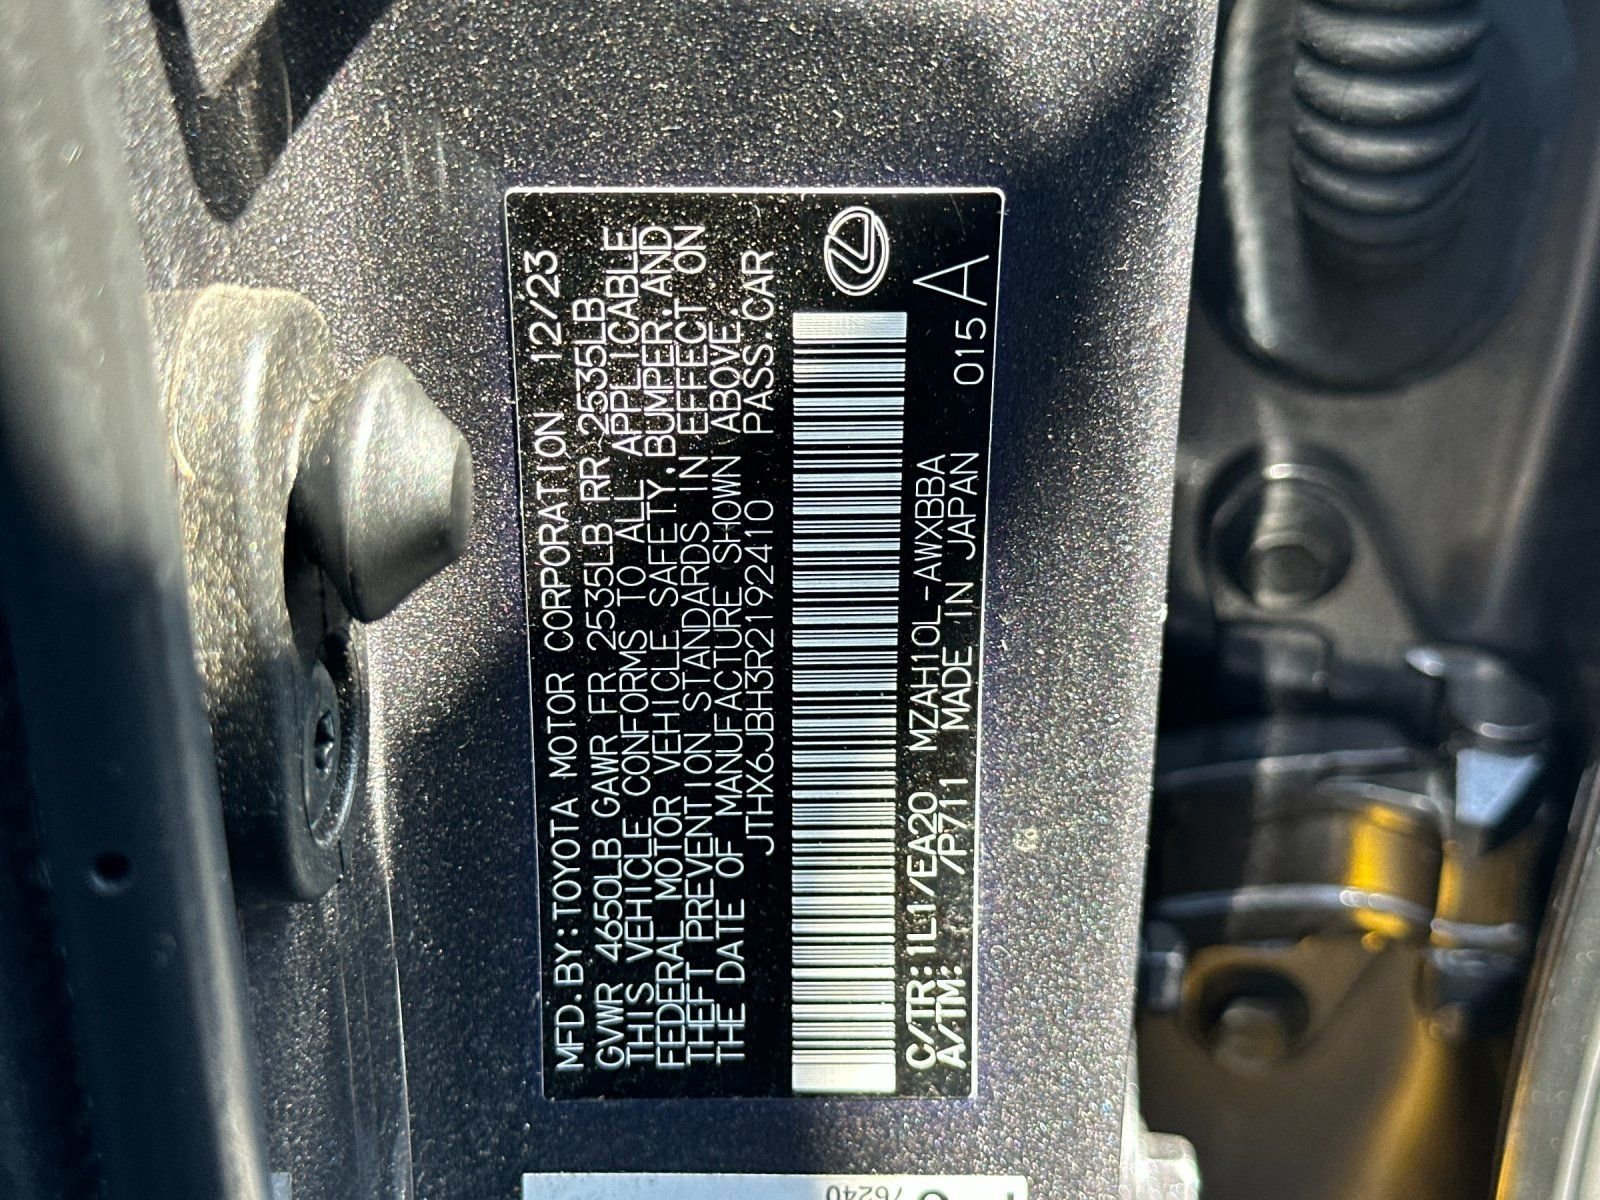 MFD.BY:TOYOTA MOTOR CORPORATION 12/23
GVWR 4650LB GAWR FR 2535LB RR 2535LB
THIS VEHICLE CONFORMS TO ALL APPLICABLE
FEDERAL MOTOR VEHICLE SAFETY,BUMPER,AND
THEFT PREVENTION STANDARDS IN EFFECT ON
THE DATE OF MANUFACTURE SHOWN ABOVE.
JTHX6JBH3R2192410 PASS.CAR
C/TR:1L1/EA20 MZAH10L-AWXBBA 015A
A/TM: /P711 MADE IN JAPAN
76240